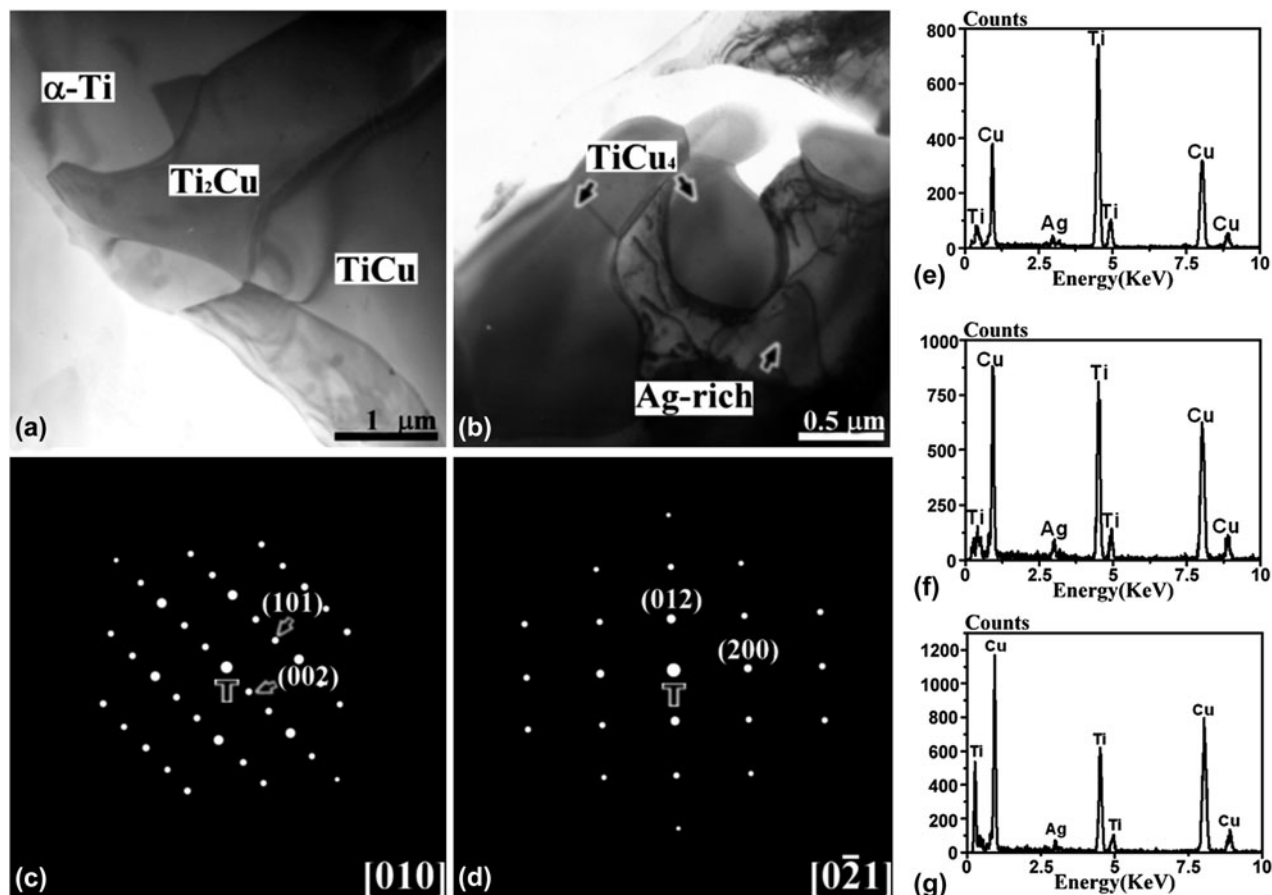 α-Ti
Ti₂Cu
TiCu
1 μm
(a)
TiCu₄
Ag-rich
0.5 μm
(b)
(101)
(002)
T
(c)
[010]
(012)
(200)
T
(d)
[02̄1]
Counts
800
600
400
200
0
Ti
Cu
Ag
Ti
Ti
Cu
Cu
0 2.5 5.0 7.5 10
Energy(KeV)
(e)
Counts
1000
750
500
250
0
Ti
Cu
Ag
Ti
Ti
Cu
Cu
0 2.5 5.0 7.5 10
Energy(KeV)
(f)
Counts
1200
1000
800
600
400
200
0
Ti
Cu
Ag
Ti
Ti
Cu
Cu
0 2.5 5.0 7.5 10
Energy(KeV)
(g)